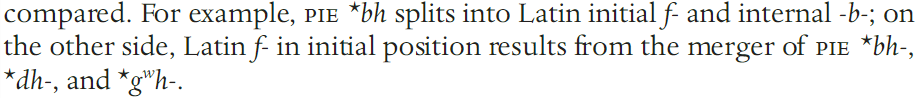 compared. For example, PIE *bh splits into Latin initial f- and internal -b-; on
the other side, Latin f- in initial position results from the merger of PIE *bh-,
*dh-, and *gʷh-.